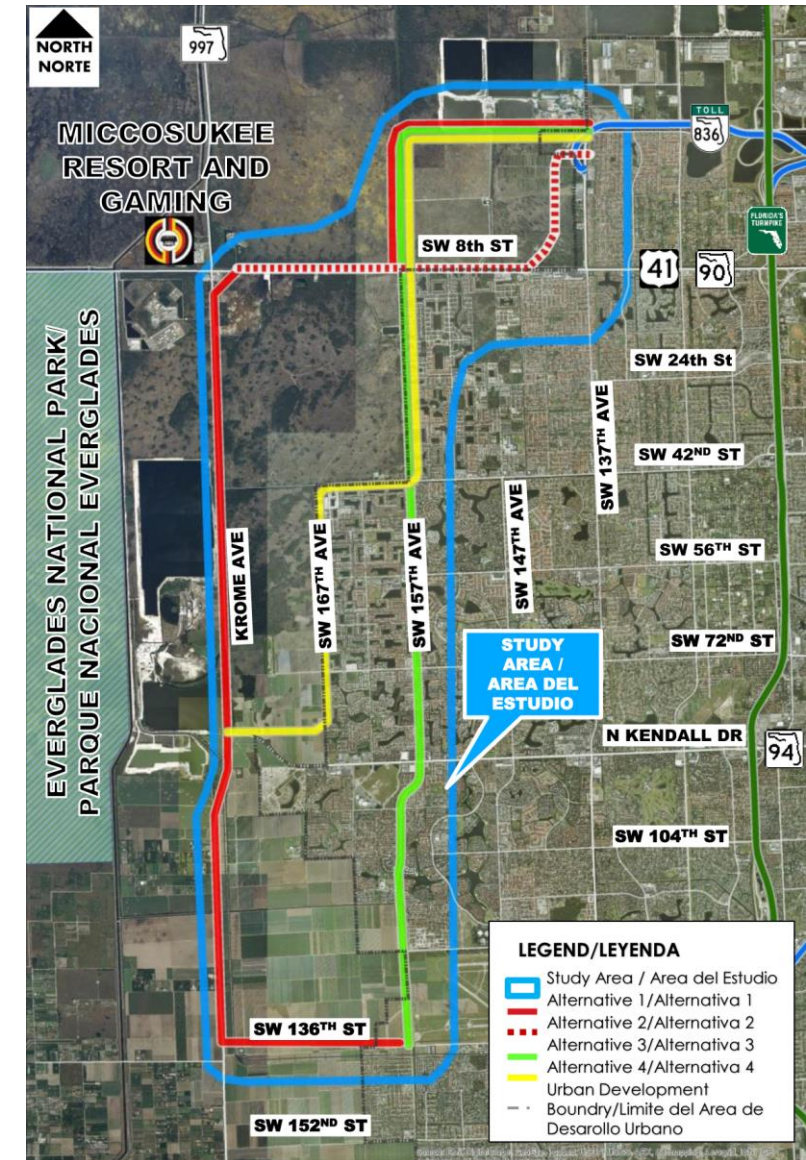 NORTH
NORTE
997
MICCOSUKEE
RESORT AND
GAMING
TOLL
836
FLORIDA'S
TURNPIKE
SW 8th ST
41
90
SW 24th St
SW 137TH AVE
SW 42ND ST
EVERGLADES NATIONAL PARK/
PARQUE NACIONAL EVERGLADES
KROME AVE
SW 167TH AVE
SW 157TH AVE
SW 147TH AVE
SW 56TH ST
SW 72ND ST
STUDY
AREA /
AREA DEL
ESTUDIO
N KENDALL DR
94
SW 104TH ST
SW 136TH ST
SW 152ND ST
LEGEND/LEYENDA
Study Area / Area del Estudio
Alternative 1/Alternativa 1
Alternative 2/Alternativa 2
Alternative 3/Alternativa 3
Alternative 4/Alternativa 4
Urban Development
Boundry/Limite del Area de
Desarollo Urbano